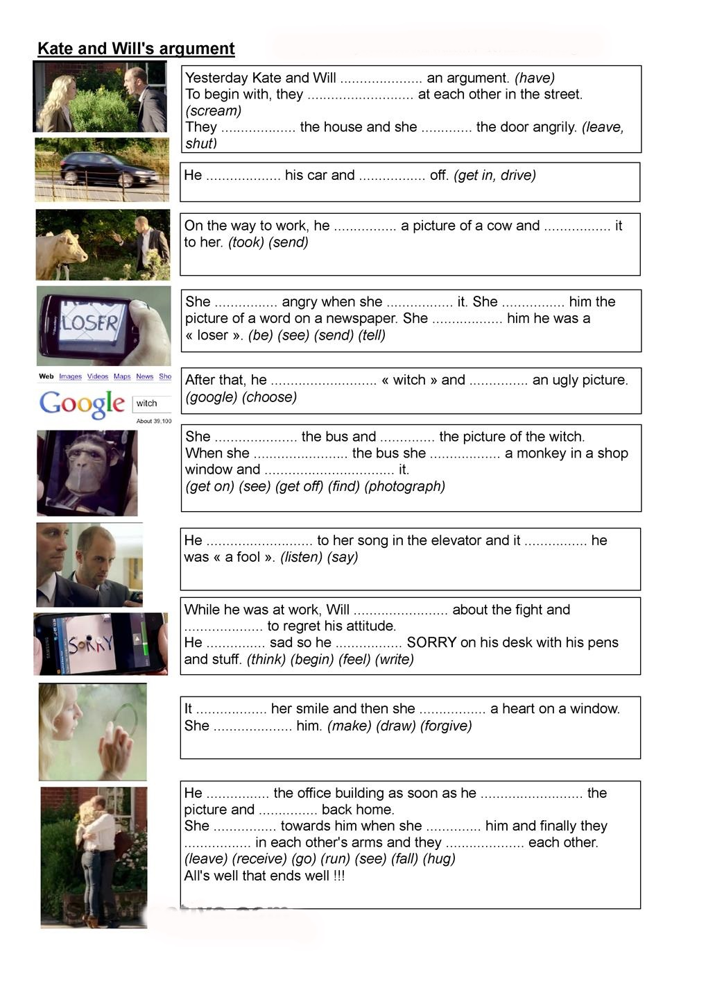 Kate and Will's argument
Yesterday Kate and Will ..................... an argument. (have)
To begin with, they ........................... at each other in the street.
(scream)
They ................... the house and she ............. the door angrily. (leave,
shut)
He ................... his car and ................. off. (get in, drive)
On the way to work, he ................ a picture of a cow and ................. it
to her. (took) (send)
LOSER
She ................ angry when she ................. it. She ................ him the
picture of a word on a newspaper. She .................. him he was a
« loser ». (be) (see) (send) (tell)
Web Images Videos Maps News Sho
Google witch
About 39,100
After that, he ........................... « witch » and ............... an ugly picture.
(google) (choose)
She ..................... the bus and .............. the picture of the witch.
When she ........................ the bus she .................. a monkey in a shop
window and ................................. it.
(get on) (see) (get off) (find) (photograph)
He ........................... to her song in the elevator and it ................ he
was « a fool ». (listen) (say)
SAMSUNG
SORRY
While he was at work, Will ........................ about the fight and
.................... to regret his attitude.
He ............... sad so he ................. SORRY on his desk with his pens
and stuff. (think) (begin) (feel) (write)
It .................. her smile and then she ................. a heart on a window.
She .................... him. (make) (draw) (forgive)
He ................ the office building as soon as he .......................... the
picture and ............... back home.
She ................ towards him when she .............. him and finally they
................. in each other's arms and they .................... each other.
(leave) (receive) (go) (run) (see) (fall) (hug)
All's well that ends well !!!